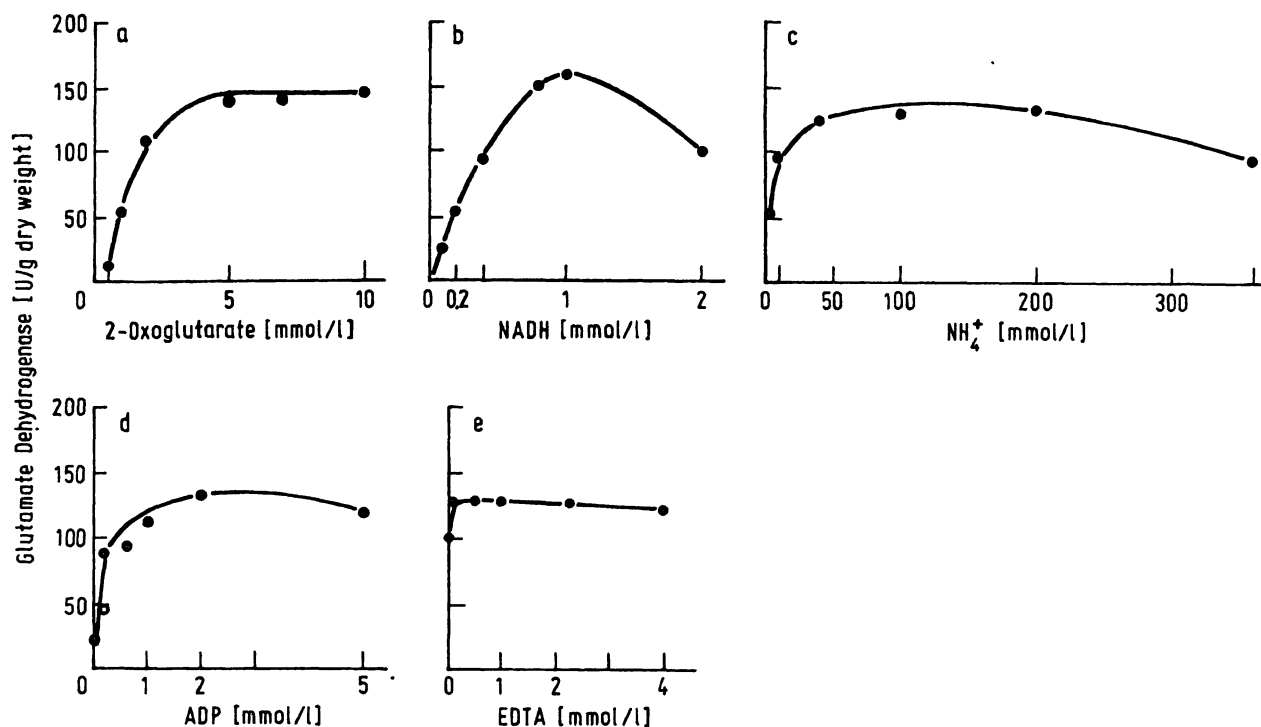 Glutamate Dehydrogenase [U/g dry weight]
a
200
150
100
50
0
5
10
2-Oxoglutarate [mmol/l]
b
0
0,2
1
2
NADH [mmol/l]
c
0
100
200
300
NH₄⁺ [mmol/l]
d
200
150
100
50
0
1
2
5
ADP [mmol/l]
e
0
1
4
EDTA [mmol/l]